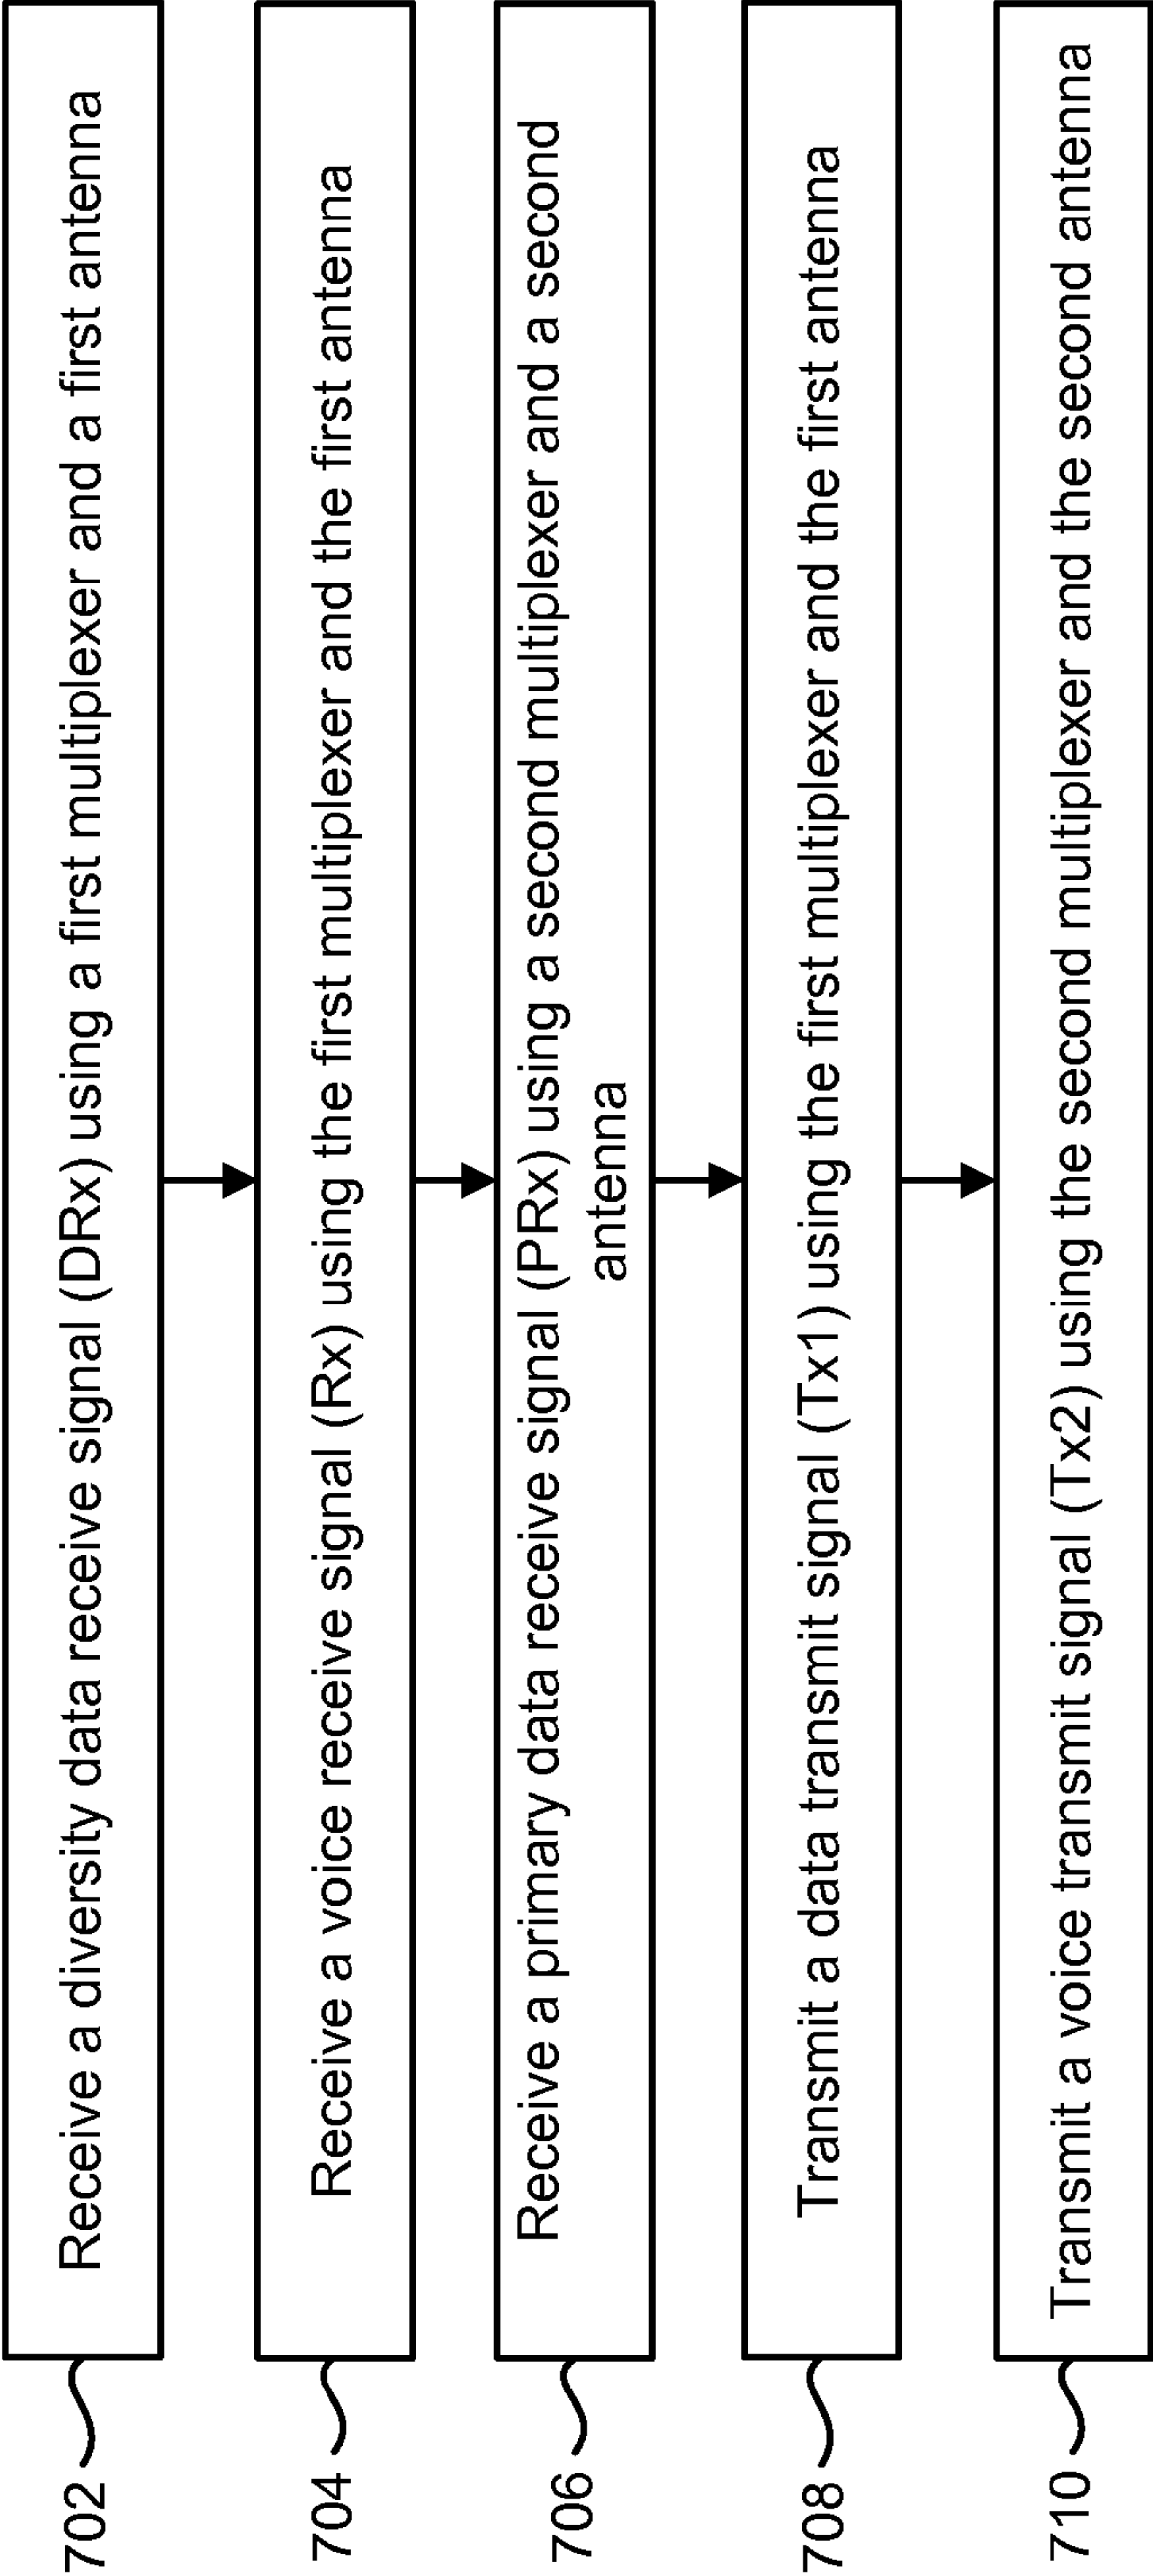 Receive a diversity data receive signal (DRx) using a first multiplexer and a first antenna
702
Receive a voice receive signal (Rx) using the first multiplexer and the first antenna
704
Receive a primary data receive signal (PRx) using a second multiplexer and a second
antenna
706
Transmit a data transmit signal (Tx1) using the first multiplexer and the first antenna
708
Transmit a voice transmit signal (Tx2) using the second multiplexer and the second antenna
710